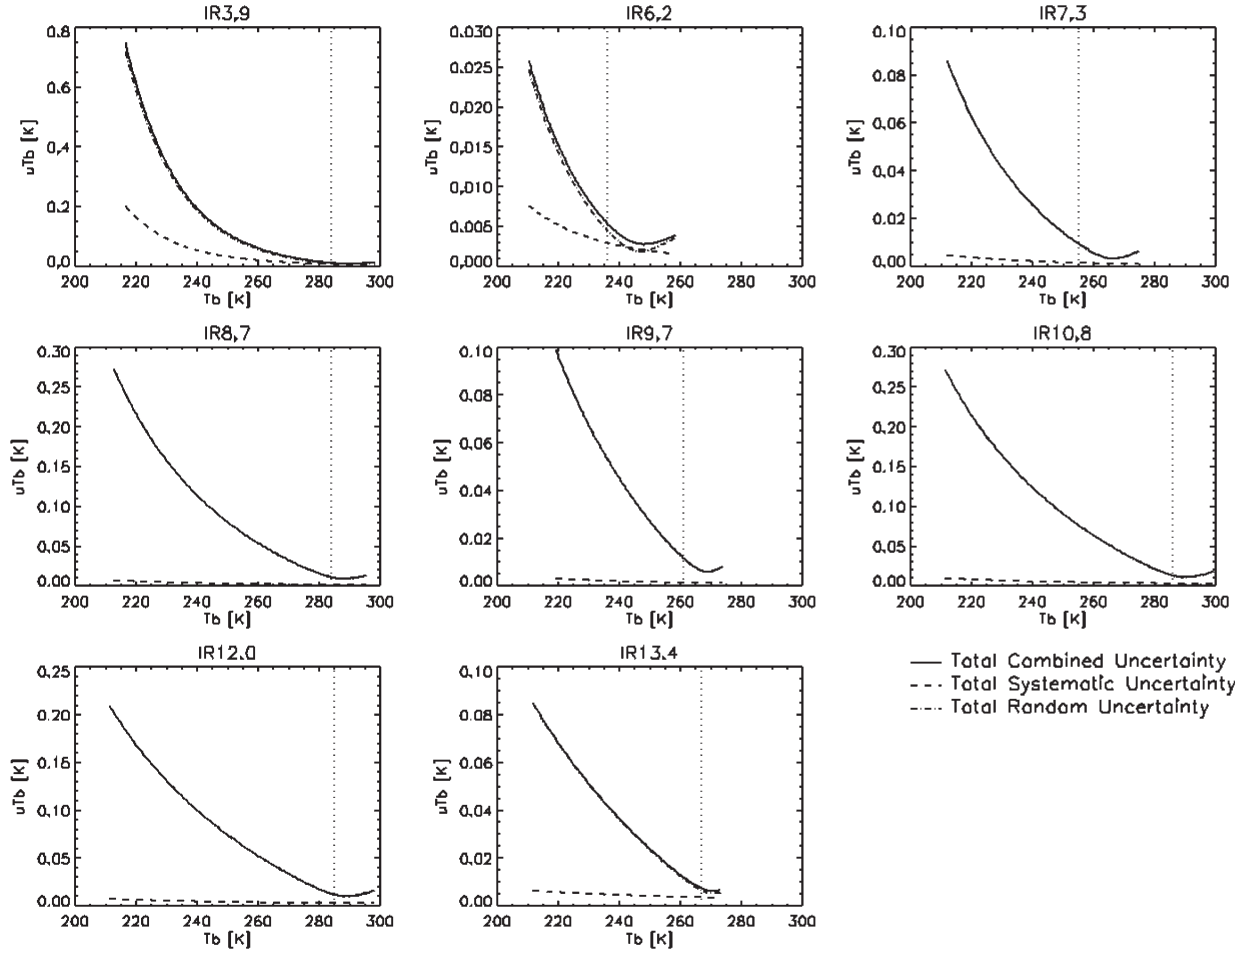 IR3,9
0,8
0,6
0,4
0,2
0,0
uTb [K]
200 220 240 260 280 300
Tb [K]
IR6,2
0,030
0,025
0,020
0,015
0,010
0,005
0,000
uTb [K]
200 220 240 260 280 300
Tb [K]
IR7,3
0,10
0,08
0,06
0,04
0,02
0,00
uTb [K]
200 220 240 260 280 300
Tb [K]
IR8,7
0,30
0,25
0,20
0,15
0,10
0,05
0,00
uTb [K]
200 220 240 260 280 300
Tb [K]
IR9,7
0,10
0,08
0,06
0,04
0,02
0,00
uTb [K]
200 220 240 260 280 300
Tb [K]
IR10,8
0,30
0,25
0,20
0,15
0,10
0,05
0,00
uTb [K]
200 220 240 260 280 300
Tb [K]
IR12,0
0,25
0,20
0,15
0,10
0,05
0,00
uTb [K]
200 220 240 260 280 300
Tb [K]
IR13,4
0,10
0,08
0,06
0,04
0,02
0,00
uTb [K]
200 220 240 260 280 300
Tb [K]
Total Combined Uncertainty
Total Systematic Uncertainty
Total Random Uncertainty